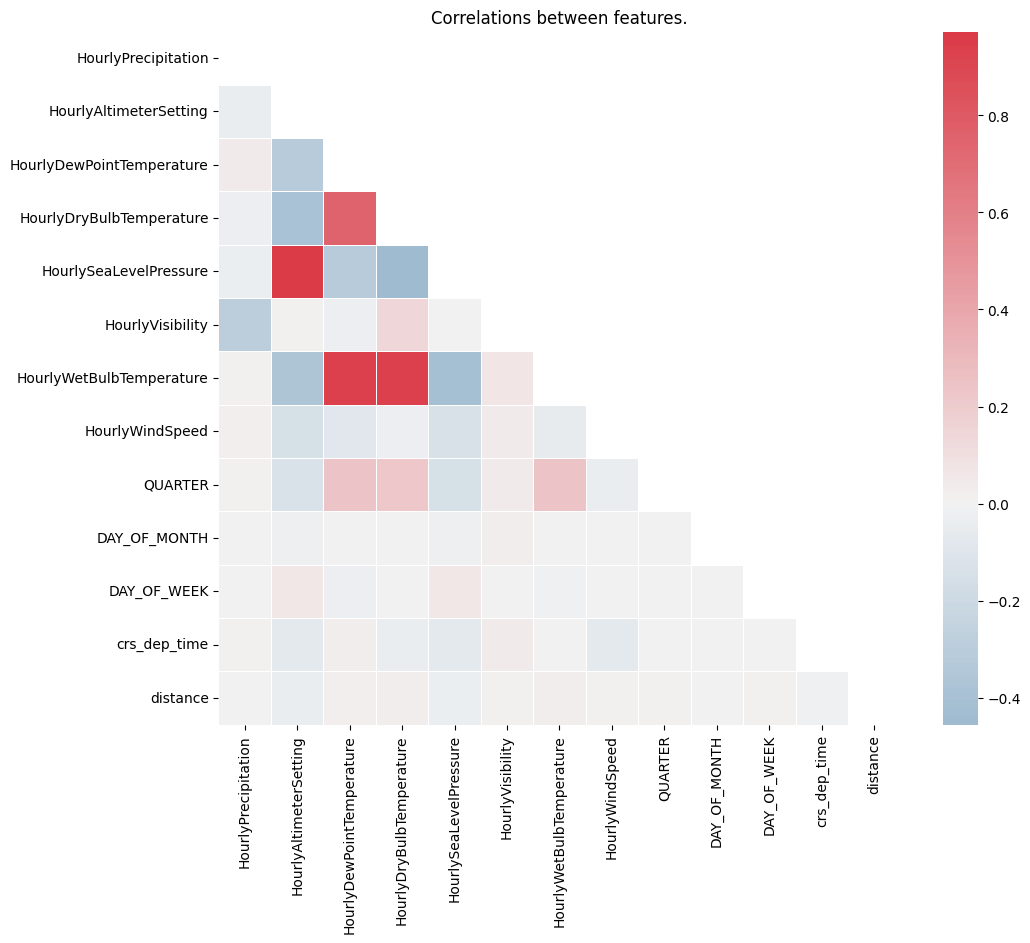 Correlations between features.
HourlyPrecipitation
HourlyAltimeterSetting
HourlyDewPointTemperature
HourlyDryBulbTemperature
HourlySeaLevelPressure
HourlyVisibility
HourlyWetBulbTemperature
HourlyWindSpeed
QUARTER
DAY_OF_MONTH
DAY_OF_WEEK
crs_dep_time
distance
HourlyPrecipitation
HourlyAltimeterSetting
HourlyDewPointTemperature
HourlyDryBulbTemperature
HourlySeaLevelPressure
HourlyVisibility
HourlyWetBulbTemperature
HourlyWindSpeed
QUARTER
DAY_OF_MONTH
DAY_OF_WEEK
crs_dep_time
distance
0.8
0.6
0.4
0.2
0.0
−0.2
−0.4